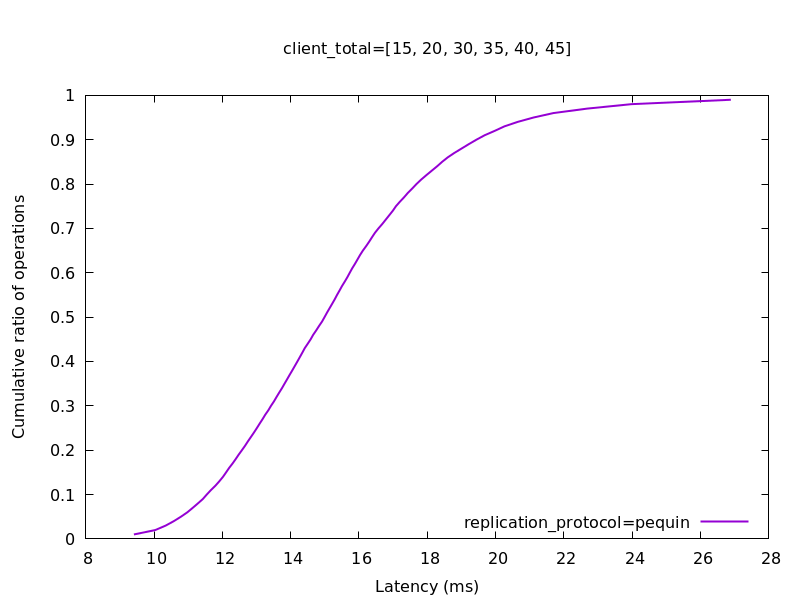 client_total=[15, 20, 30, 35, 40, 45]
1
0.9
0.8
0.7
0.6
0.5
0.4
0.3
0.2
0.1
0
Cumulative ratio of operations
replication_protocol=pequin
8 10 12 14 16 18 20 22 24 26 28
Latency (ms)